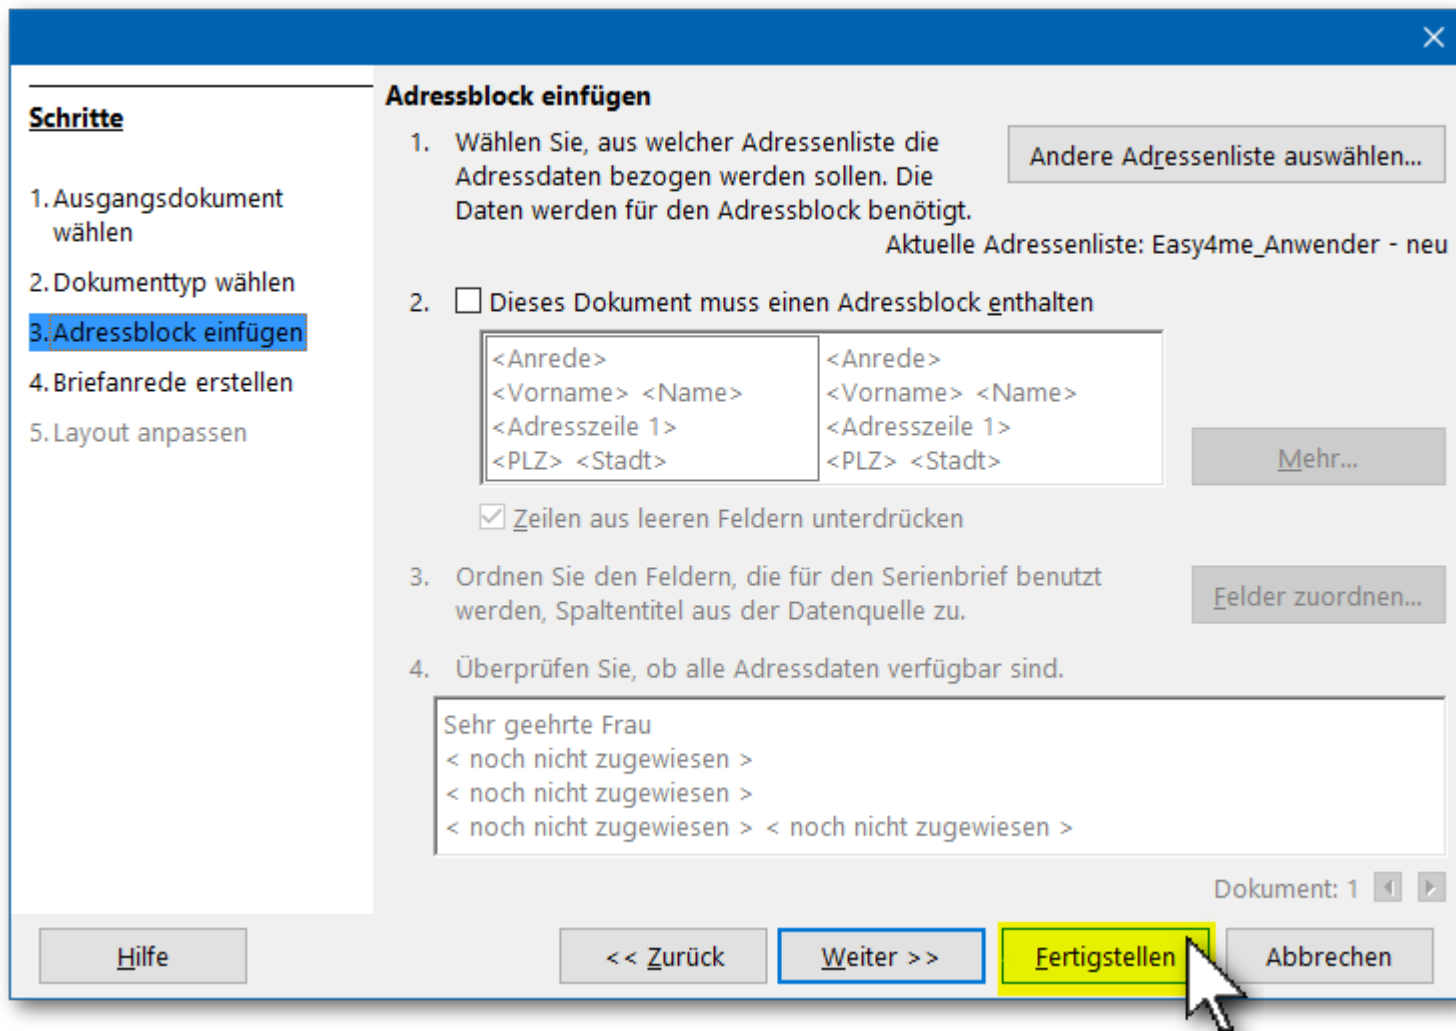 Schritte
1. Ausgangsdokument
wählen
2. Dokumenttyp wählen
3. Adressblock einfügen
4. Briefanrede erstellen
5. Layout anpassen
Adressblock einfügen
1. Wählen Sie, aus welcher Adressenliste die
Adressdaten bezogen werden sollen. Die
Daten werden für den Adressblock benötigt.
Andere Adressenliste auswählen...
Aktuelle Adressenliste: Easy4me_Anwender - neu
2. Dieses Dokument muss einen Adressblock enthalten
<Anrede>
<Vorname> <Name>
<Adresszeile 1>
<PLZ> <Stadt>
<Anrede>
<Vorname> <Name>
<Adresszeile 1>
<PLZ> <Stadt>
Mehr...
Zeilen aus leeren Feldern unterdrücken
3. Ordnen Sie den Feldern, die für den Serienbrief benutzt
werden, Spaltentitel aus der Datenquelle zu.
Felder zuordnen...
4. Überprüfen Sie, ob alle Adressdaten verfügbar sind.
Sehr geehrte Frau
< noch nicht zugewiesen >
< noch nicht zugewiesen >
< noch nicht zugewiesen > < noch nicht zugewiesen >
Dokument: 1
Hilfe
<< Zurück
Weiter >>
Fertigstellen
Abbrechen